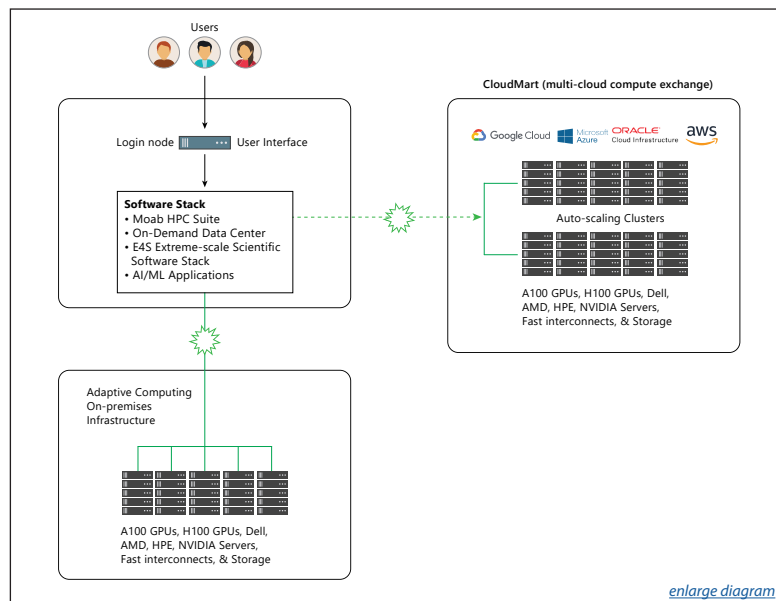 Users
CloudMart (multi-cloud compute exchange)
Google Cloud
Microsoft
Azure
ORACLE
Cloud Infrastructure
aws
Login node
User Interface
Software Stack
• Moab HPC Suite
• On-Demand Data Center
• E4S Extreme-scale Scientific
Software Stack
• AI/ML Applications
Auto-scaling Clusters
A100 GPUs, H100 GPUs, Dell,
AMD, HPE, NVIDIA Servers,
Fast interconnects, & Storage
Adaptive Computing
On-premises
Infrastructure
A100 GPUs, H100 GPUs, Dell,
AMD, HPE, NVIDIA Servers,
Fast interconnects, & Storage
enlarge diagram